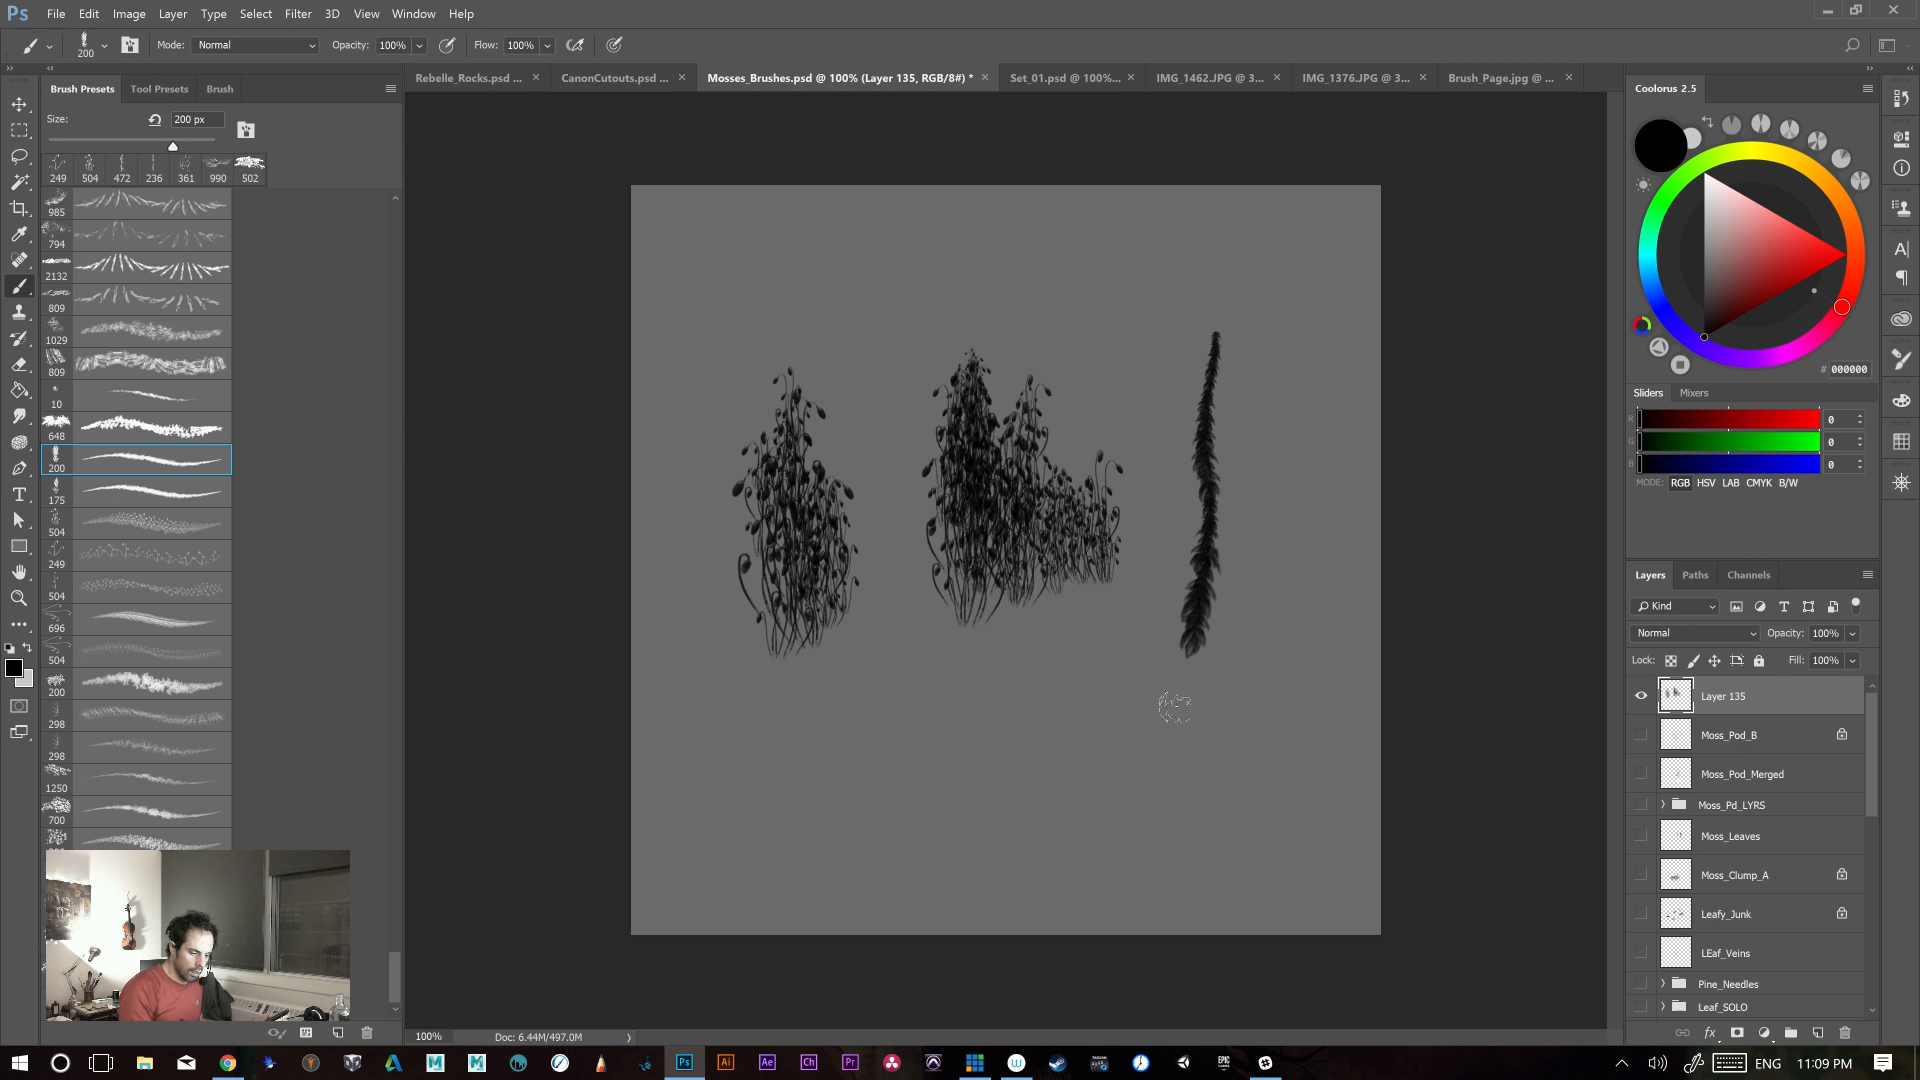 Ps File Edit Image Layer Type Select Filter 3D View Window Help
200 Mode: Normal Opacity: 100% Flow: 100%
Rebelle_Rocks.psd ... CanonCutouts.psd ... Mosses_Brushes.psd @ 100% (Layer 135, RGB/8#) * Set_01.psd @ 100%... IMG_1462.JPG @ 3... IMG_1376.JPG @ 3... Brush_Page.jpg @ ...
Brush Presets Tool Presets Brush
Size: 200 px
249 504 472 236 361 990 502
985
794
2132
809
1029
809
10
648
200
175
504
249
504
696
504
200
298
298
1250
700
Coolorus 2.5
# 000000
Sliders Mixers
R 0
G 0
B 0
MODE: RGB HSV LAB CMYK B/W
Layers Paths Channels
Kind
Normal Opacity: 100%
Lock: Fill: 100%
Layer 135
Moss_Pod_B
Moss_Pod_Merged
Moss_Pd_LYRS
Moss_Leaves
Moss_Clump_A
Leafy_Junk
LEaf_Veins
Pine_Needles
Leaf_SOLO
fx
100% Doc: 6.44M/497.0M
Ps Ai Ae Ch Pr
ENG 11:09 PM